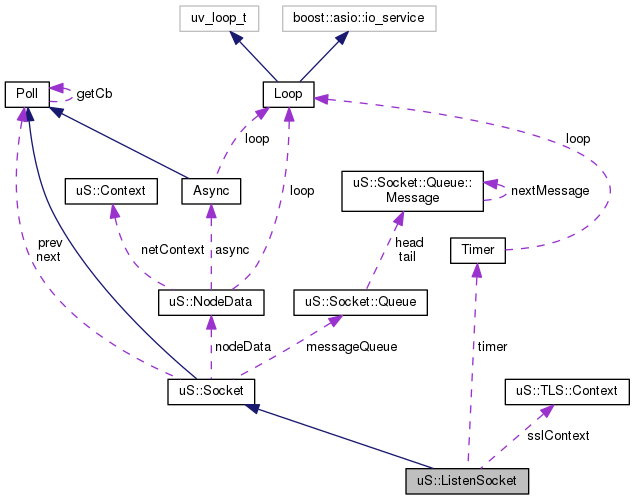 uv_loop_t
boost::asio::io_service
Poll
getCb
Loop
loop
loop
uS::Context
Async
loop
uS::Socket::Queue::
Message
nextMessage
prev
next
netContext
async
head
tail
Timer
uS::NodeData
uS::Socket::Queue
nodeData
messageQueue
timer
uS::Socket
uS::TLS::Context
sslContext
uS::ListenSocket